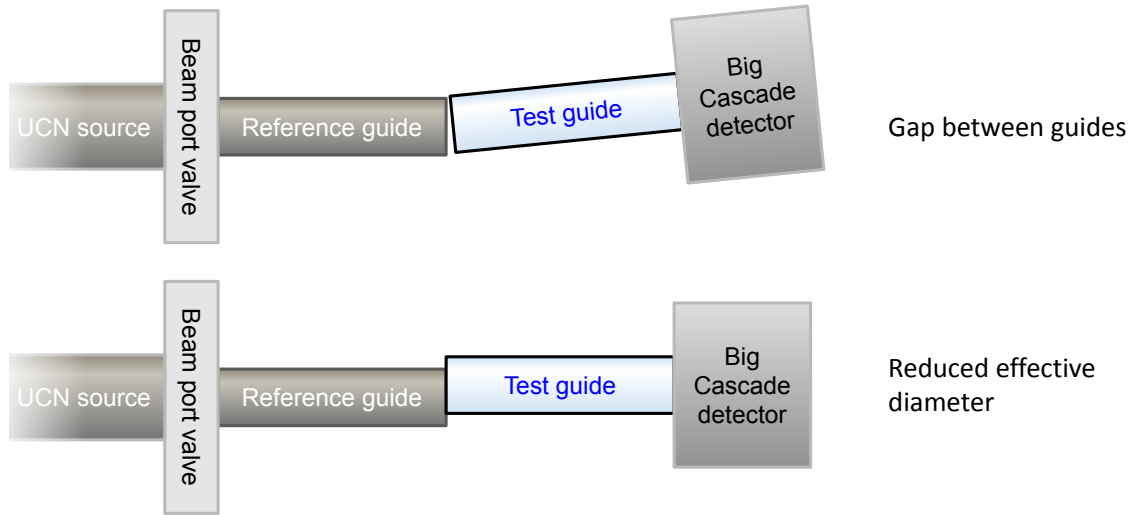 UCN source
Beam port valve
Reference guide
Test guide
Big
Cascade
detector
Gap between guides
UCN source
Beam port valve
Reference guide
Test guide
Big
Cascade
detector
Reduced effective
diameter